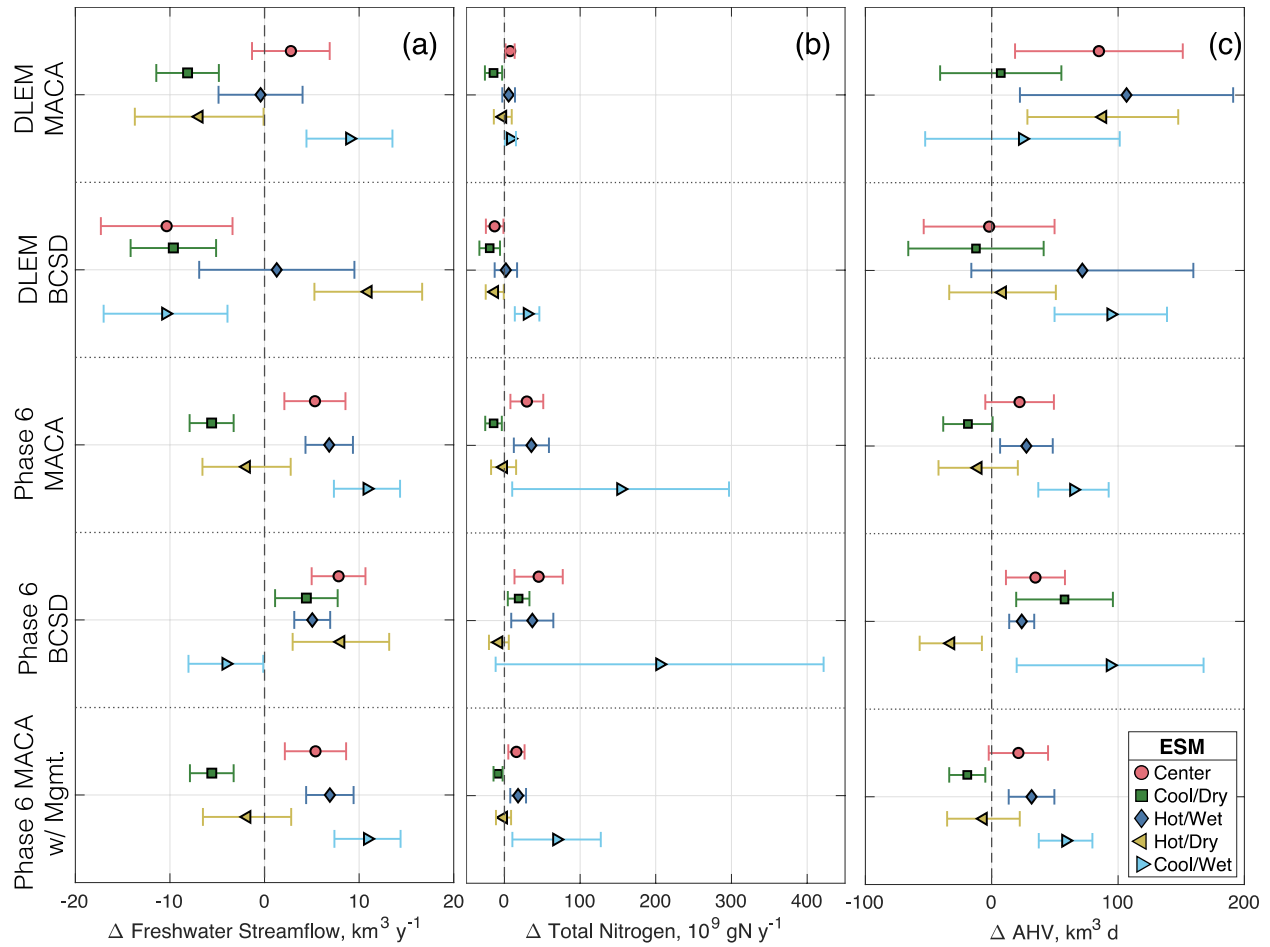 (a)
(b)
(c)
DLEM
MACA
DLEM
BCSD
Phase 6
MACA
Phase 6
BCSD
Phase 6 MACA
w/ Mgmt.
ESM
Center
Cool/Dry
Hot/Wet
Hot/Dry
Cool/Wet
-20 -10 0 10 20
0 100 200 300 400
-100 0 100 200
Δ Freshwater Streamflow, km³ y⁻¹
Δ Total Nitrogen, 10⁹ gN y⁻¹
Δ AHV, km³ d